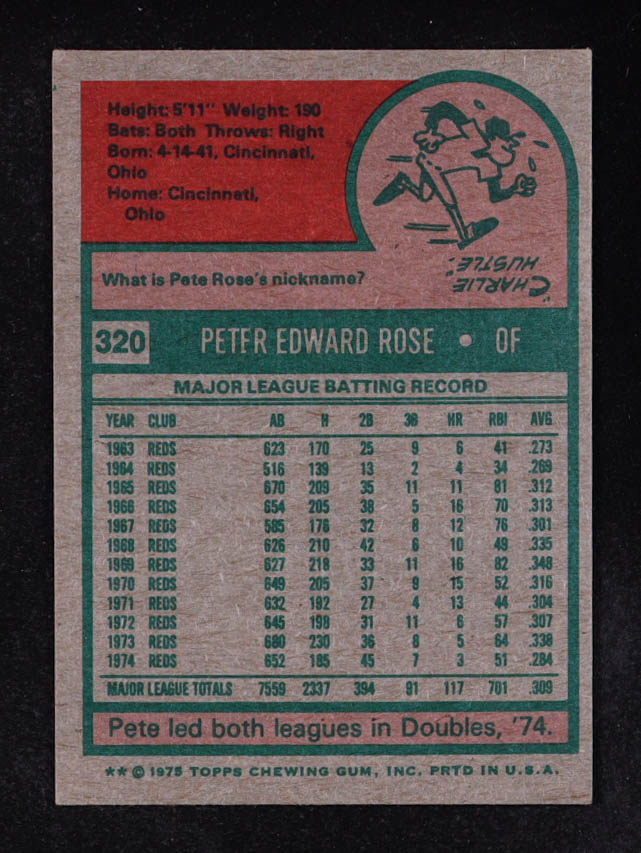 Height: 5'11" Weight: 190
Bats: Both Throws: Right
Born: 4-14-41, Cincinnati,
Ohio
Home: Cincinnati,
Ohio
What is Pete Rose's nickname?
"CHARLIE
HUSTLE".
320 PETER EDWARD ROSE • OF
MAJOR LEAGUE BATTING RECORD
YEAR CLUB AB H 2B 3B HR RBI AVG
1963 REDS 623 170 25 9 6 41 .273
1964 REDS 516 139 13 2 4 34 .269
1965 REDS 670 209 35 11 11 81 .312
1966 REDS 654 205 38 5 16 70 .313
1967 REDS 585 176 32 8 12 76 .301
1968 REDS 626 210 42 6 10 49 .335
1969 REDS 627 218 33 11 16 82 .348
1970 REDS 649 205 37 9 15 52 .316
1971 REDS 632 192 27 4 13 44 .304
1972 REDS 645 198 31 11 6 57 .307
1973 REDS 680 230 36 8 5 64 .338
1974 REDS 652 185 45 7 3 51 .284
MAJOR LEAGUE TOTALS 7559 2337 394 91 117 701 .309
Pete led both leagues in Doubles, '74.
** © 1975 TOPPS CHEWING GUM, INC. PRTD IN U.S.A.